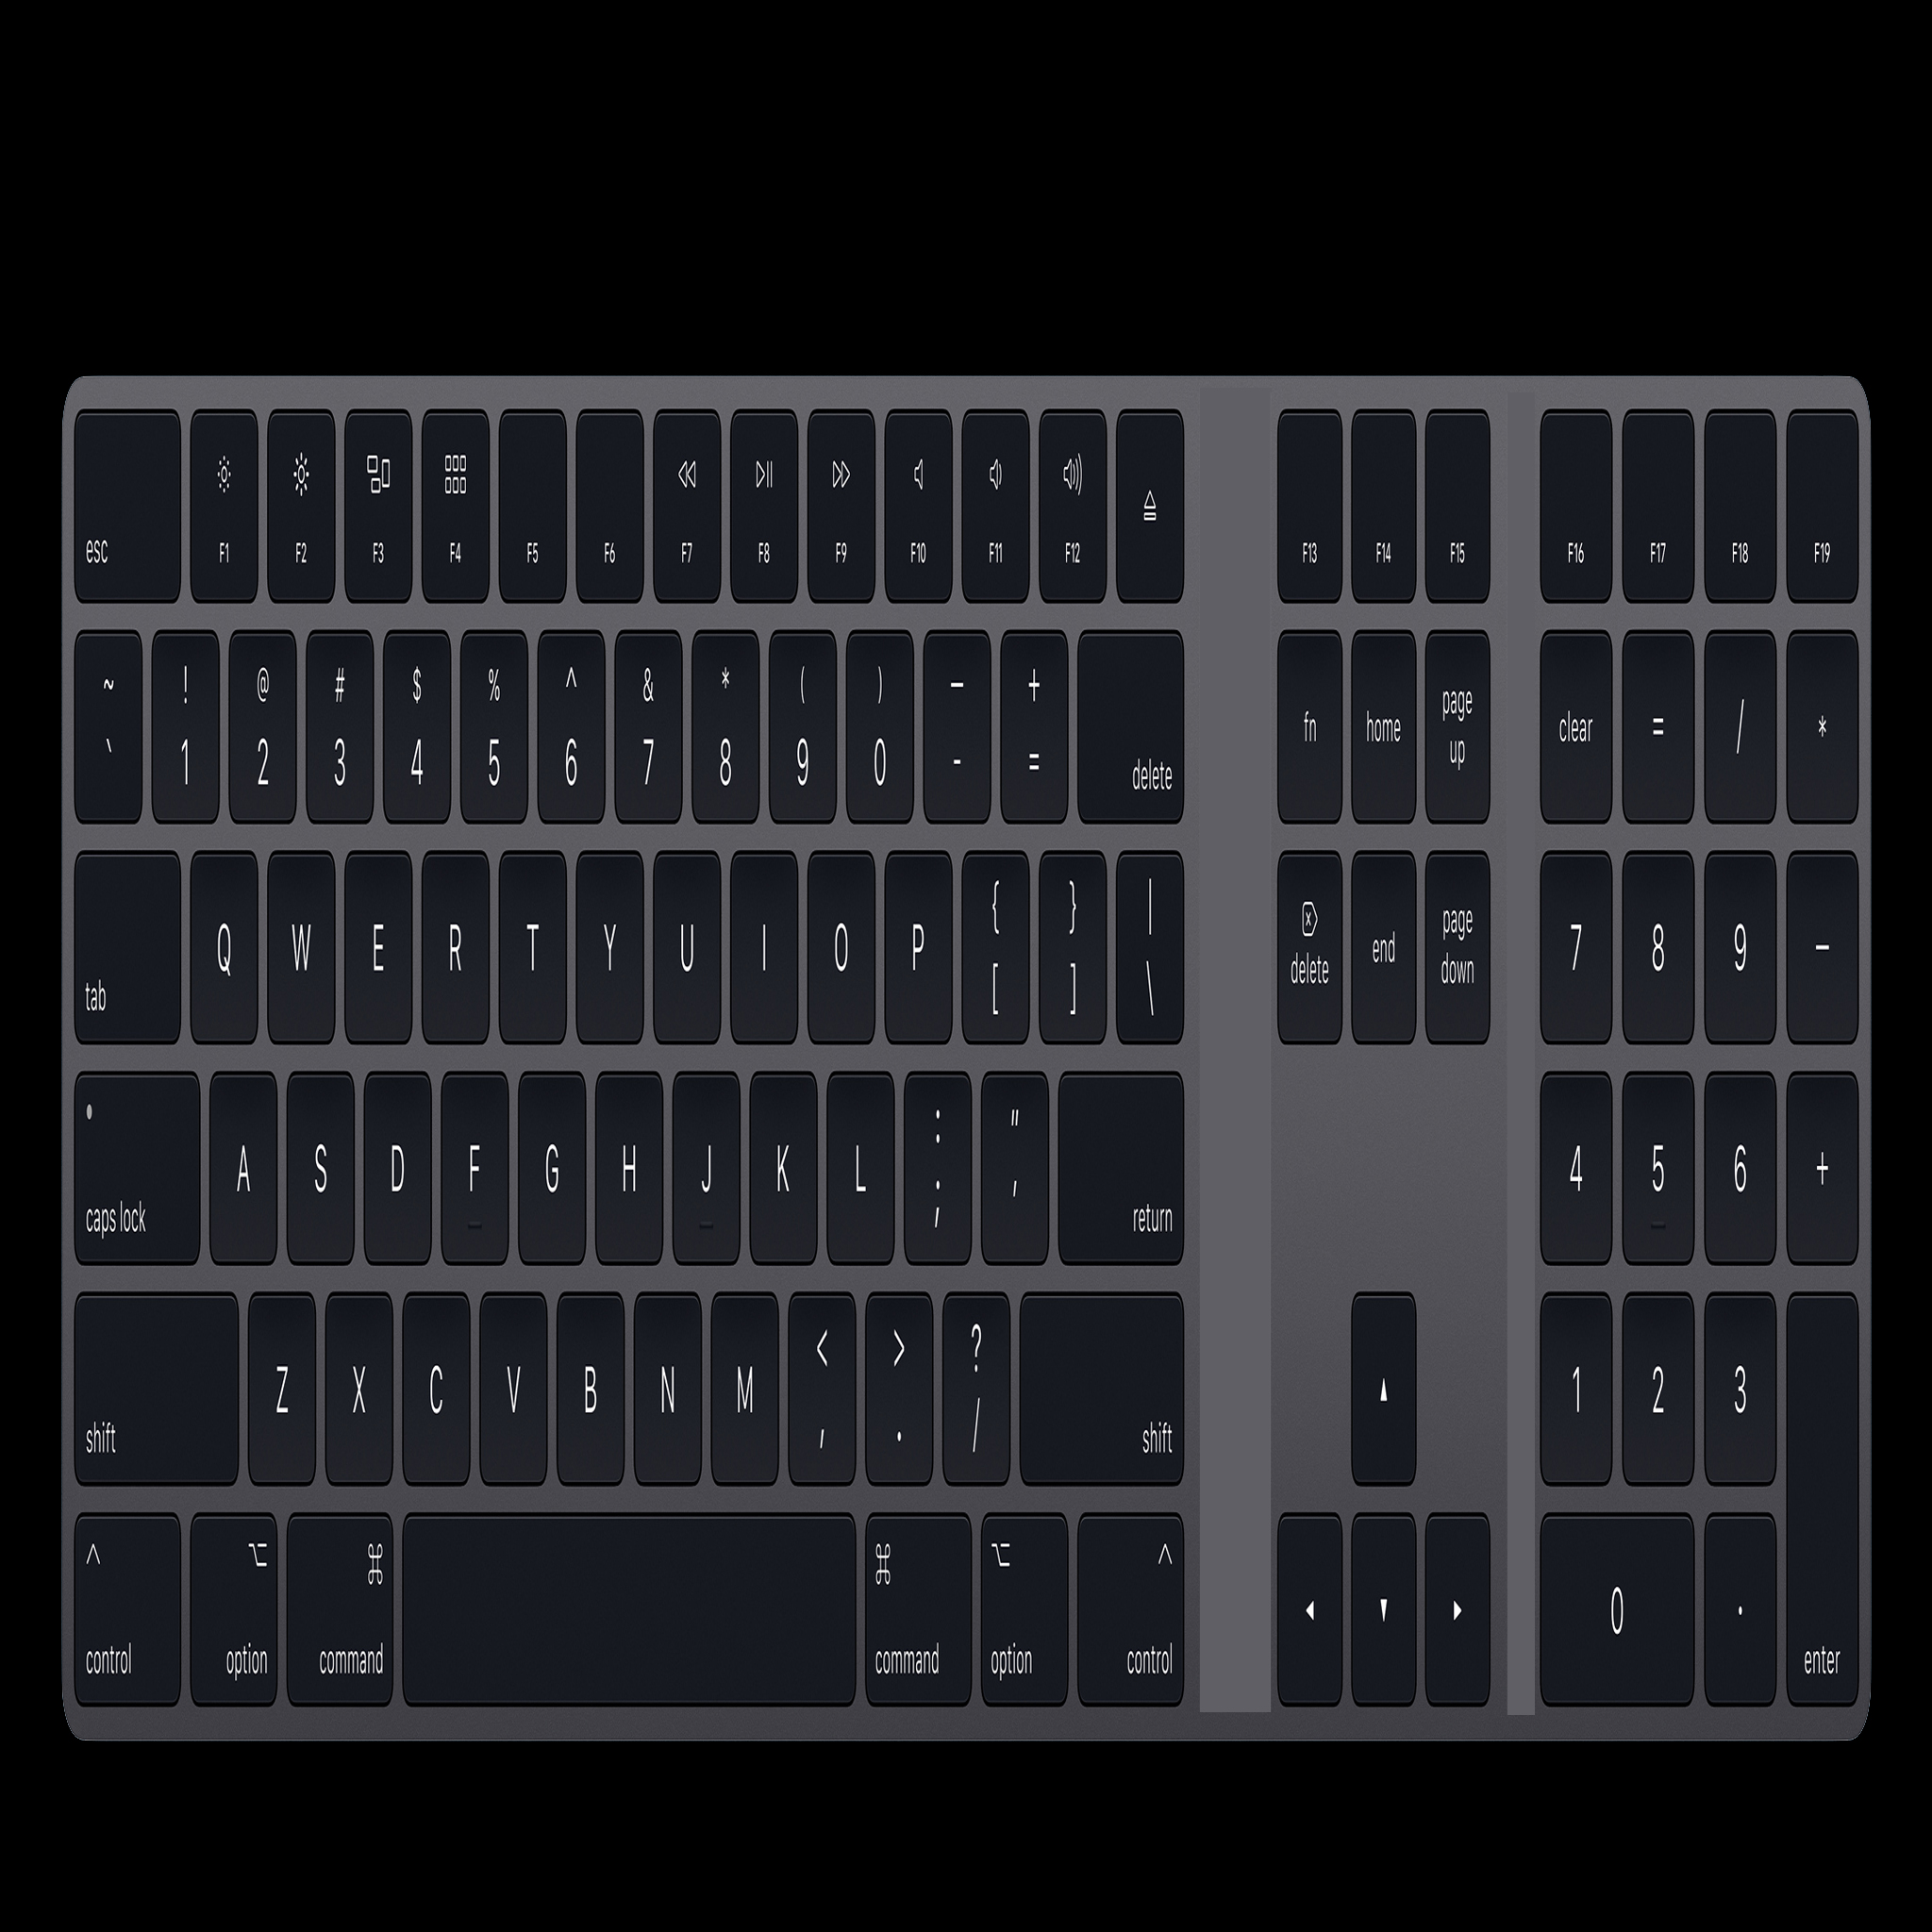 esc F1 F2 F3 F4 F5 F6 F7 F8 F9 F10 F11 F12 F13 F14 F15 F16 F17 F18 F19
~ ! @ # $ % ^ & * ( ) _ +
` 1 2 3 4 5 6 7 8 9 0 - = delete fn home page up clear = / *
tab Q W E R T Y U I O P { [ } ] | \ delete end page down 7 8 9 -
caps lock A S D F G H J K L : ; " ' return 4 5 6 +
shift Z X C V B N M < , > . ? / shift 1 2 3
^ ⌥ ⌘ ⌘ ⌥ ^
control option command command option control 0 . enter